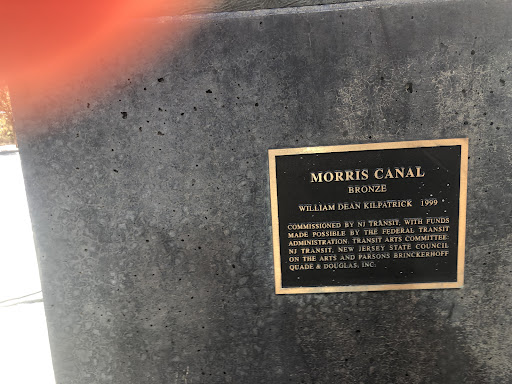 MORRIS CANAL
BRONZE
WILLIAM DEAN KILPATRICK 1999
COMMISSIONED BY NJ TRANSIT, WITH FUNDS
MADE POSSIBLE BY THE FEDERAL TRANSIT
ADMINISTRATION, TRANSIT ARTS COMMITTEE
NJ TRANSIT, NEW JERSEY STATE COUNCIL
ON THE ARTS AND PARSONS BRINCKERHOFF
QUADE & DOUGLAS, INC.